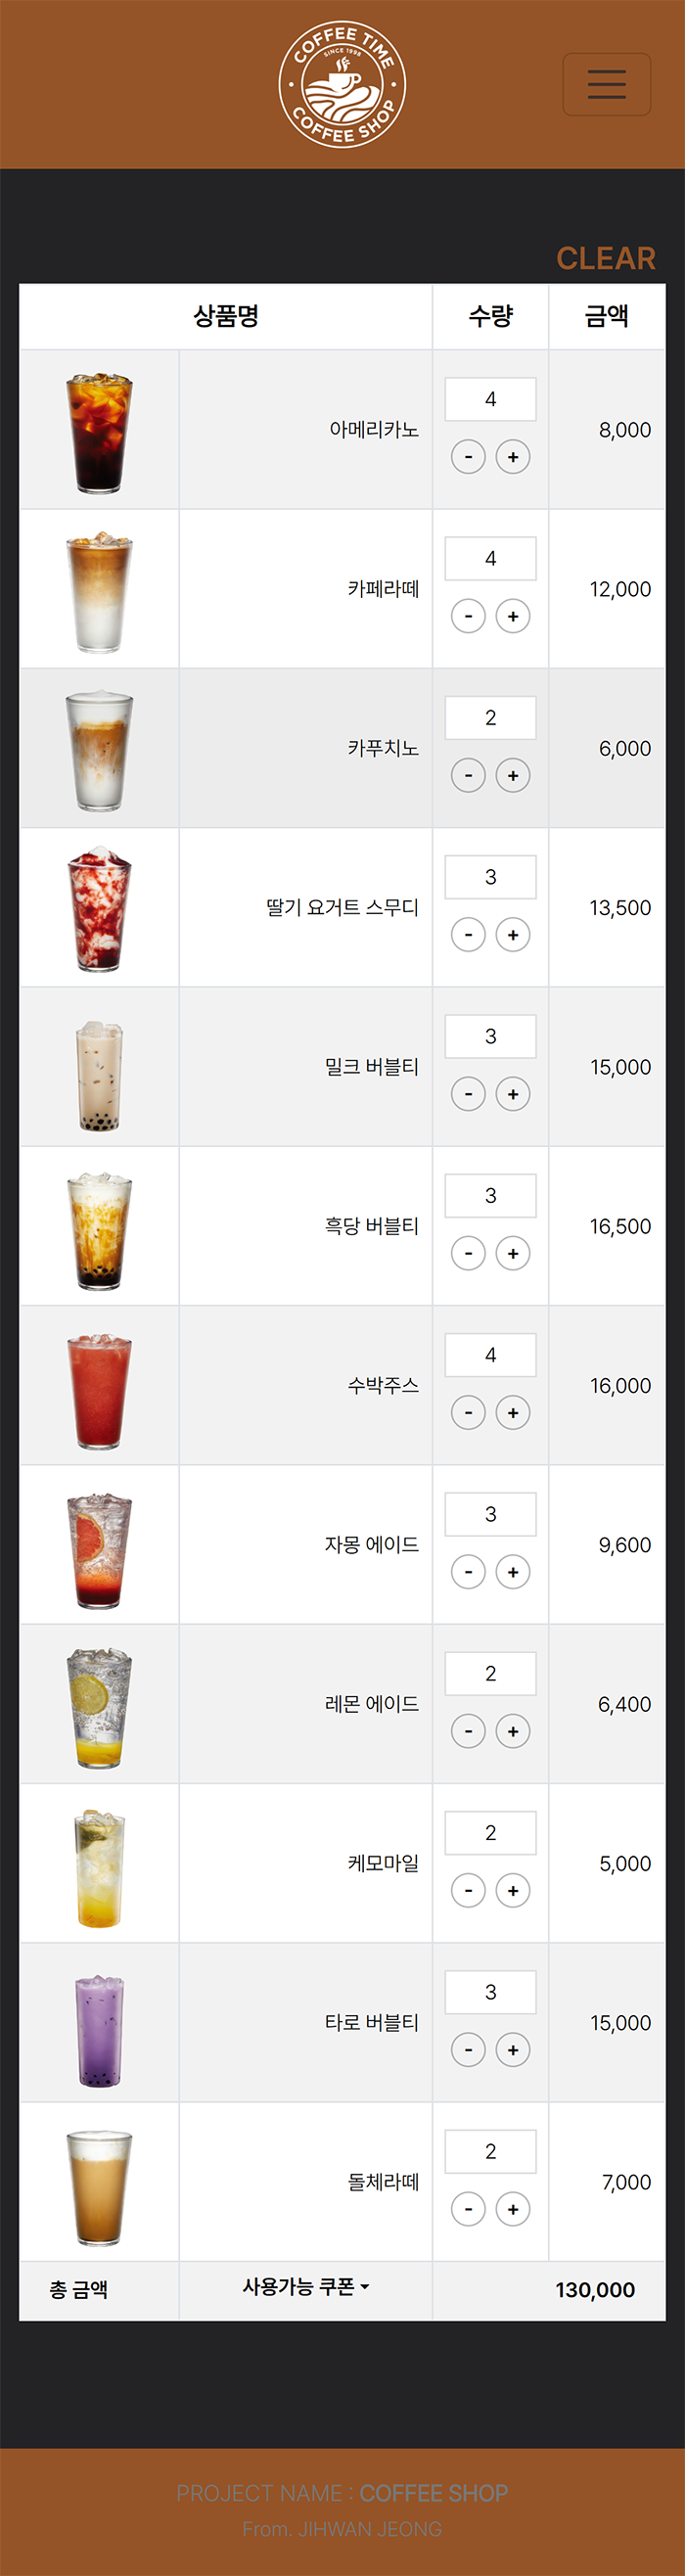 COFFEE TIME
SINCE 1998
COFFEE SHOP
CLEAR
상품명 수량 금액
4
아메리카노 8,000
- +
4
카페라떼 12,000
- +
2
카푸치노 6,000
- +
3
딸기 요거트 스무디 13,500
- +
3
밀크 버블티 15,000
- +
3
흑당 버블티 16,500
- +
4
수박주스 16,000
- +
3
자몽 에이드 9,600
- +
2
레몬 에이드 6,400
- +
2
케모마일 5,000
- +
3
타로 버블티 15,000
- +
2
돌체라떼 7,000
- +
총 금액 사용가능 쿠폰 130,000
PROJECT NAME : COFFEE SHOP
From. JIHWAN JEONG